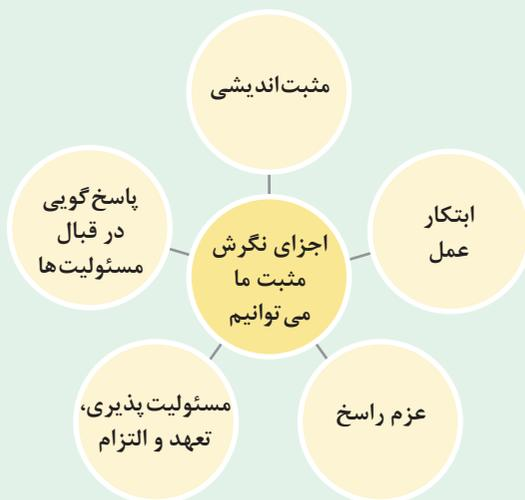 مثبت‌اندیشی
ابتکار
عمل
عزم راسخ
مسئولیت‌پذیری،
تعهد و التزام
پاسخ‌گویی
در قبال
مسئولیت‌ها
اجزای نگرش
مثبت ما
می‌توانیم